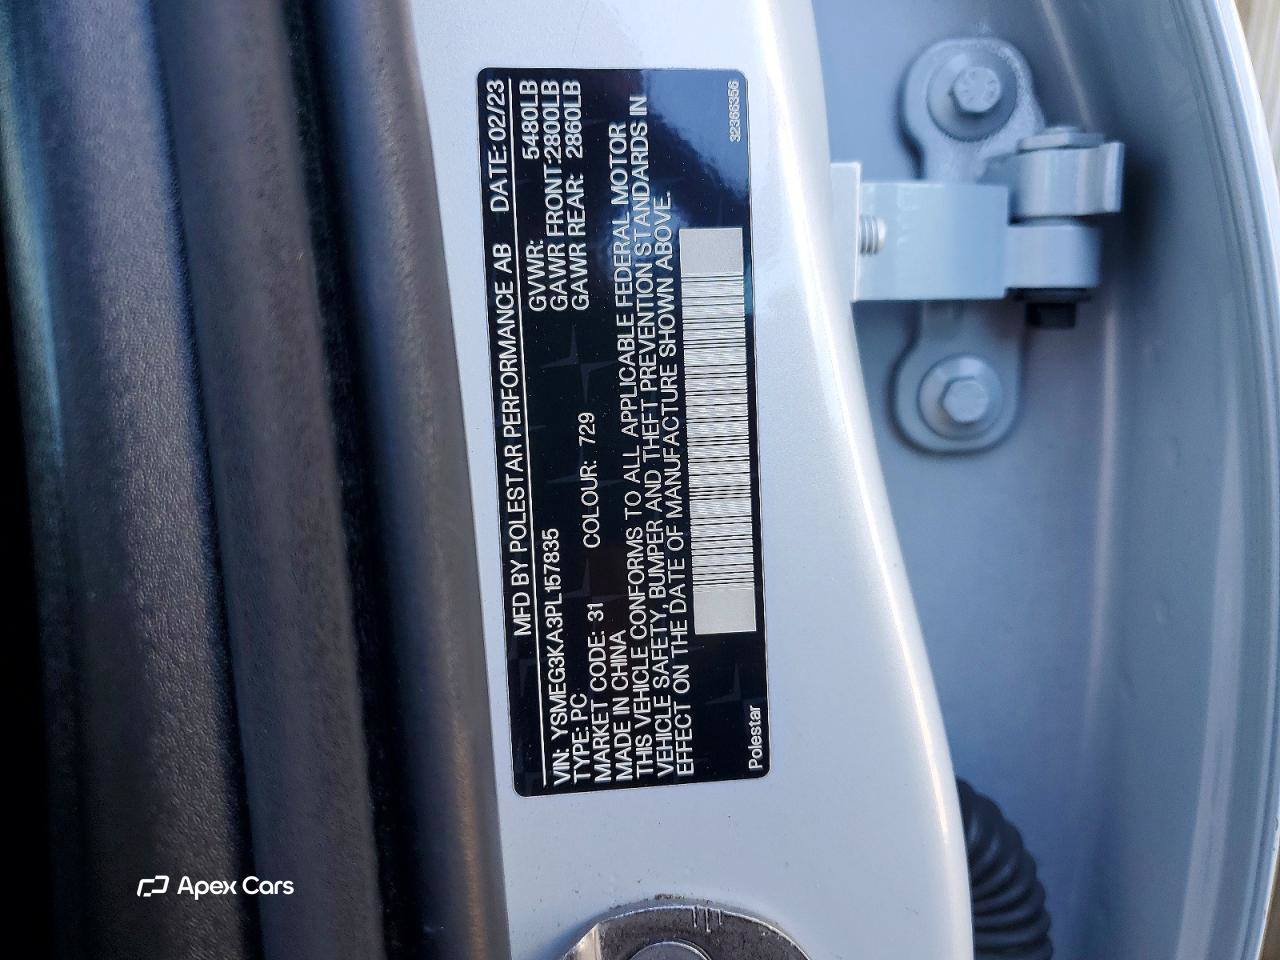 MFD BY POLESTAR PERFORMANCE AB DATE: 02/23
VIN: YSMEG3KA3PL157835 GVWR: 5480LB
TYPE: PC GAWR FRONT: 2800LB
MARKET CODE: 31 COLOUR: 729 GAWR REAR: 2860LB
MADE IN CHINA
THIS VEHICLE CONFORMS TO ALL APPLICABLE FEDERAL MOTOR
VEHICLE SAFETY, BUMPER AND THEFT PREVENTION STANDARDS IN
EFFECT ON THE DATE OF MANUFACTURE SHOWN ABOVE.
Polestar 32366356
Apex Cars